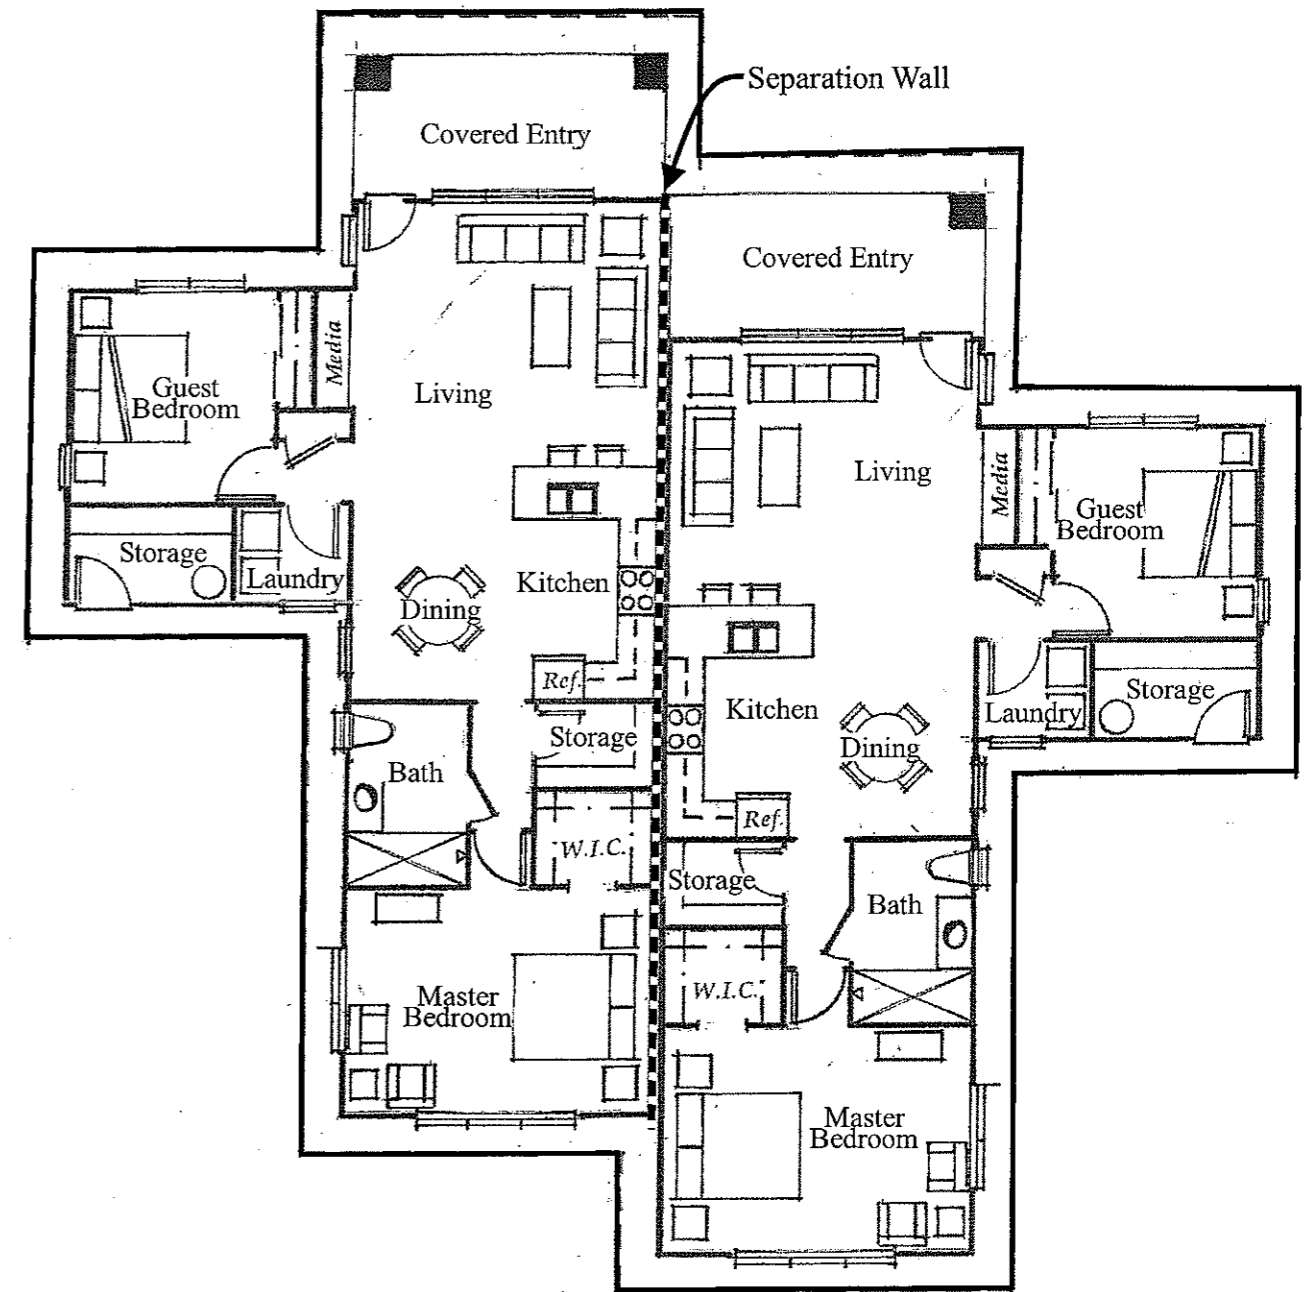 Separation Wall
Covered Entry
Covered Entry
Media
Living
Guest
Bedroom
Living
Media
Guest
Bedroom
Storage
Laundry
Kitchen
Dining
Ref.
Storage
Laundry
Kitchen
Dining
Storage
Bath
Ref.
W.I.C.
Storage
Bath
W.I.C.
Master
Bedroom
Master
Bedroom